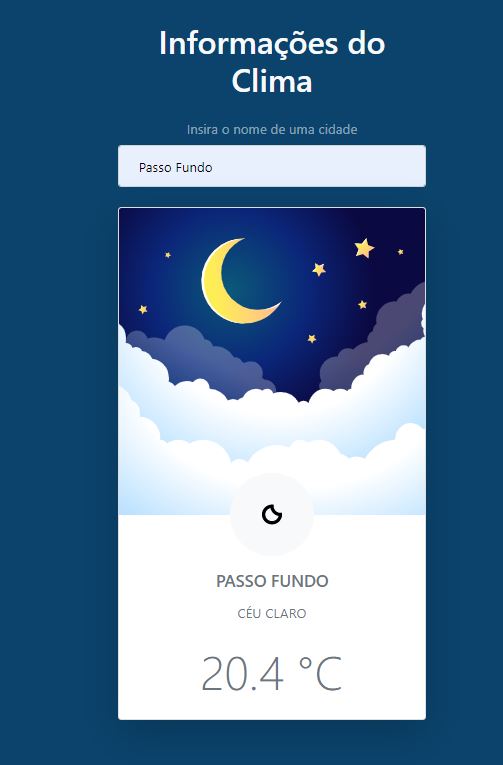 Informações do
Clima
Insira o nome de uma cidade
Passo Fundo
PASSO FUNDO
CÉU CLARO
20.4 °C